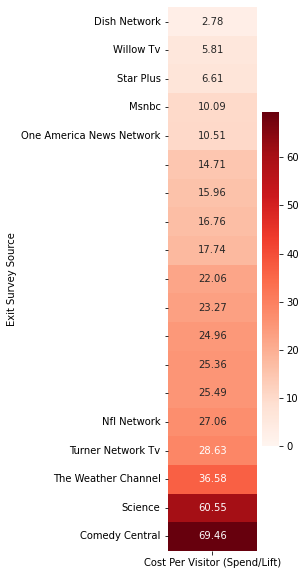 Exit Survey Source
Dish Network 2.78
Willow Tv 5.81
Star Plus 6.61
Msnbc 10.09
One America News Network 10.51
14.71
15.96
16.76
17.74
22.06
23.27
24.96
25.36
25.49
Nfl Network 27.06
Turner Network Tv 28.63
The Weather Channel 36.58
Science 60.55
Comedy Central 69.46
Cost Per Visitor (Spend/Lift)
60
50
40
30
20
10
0